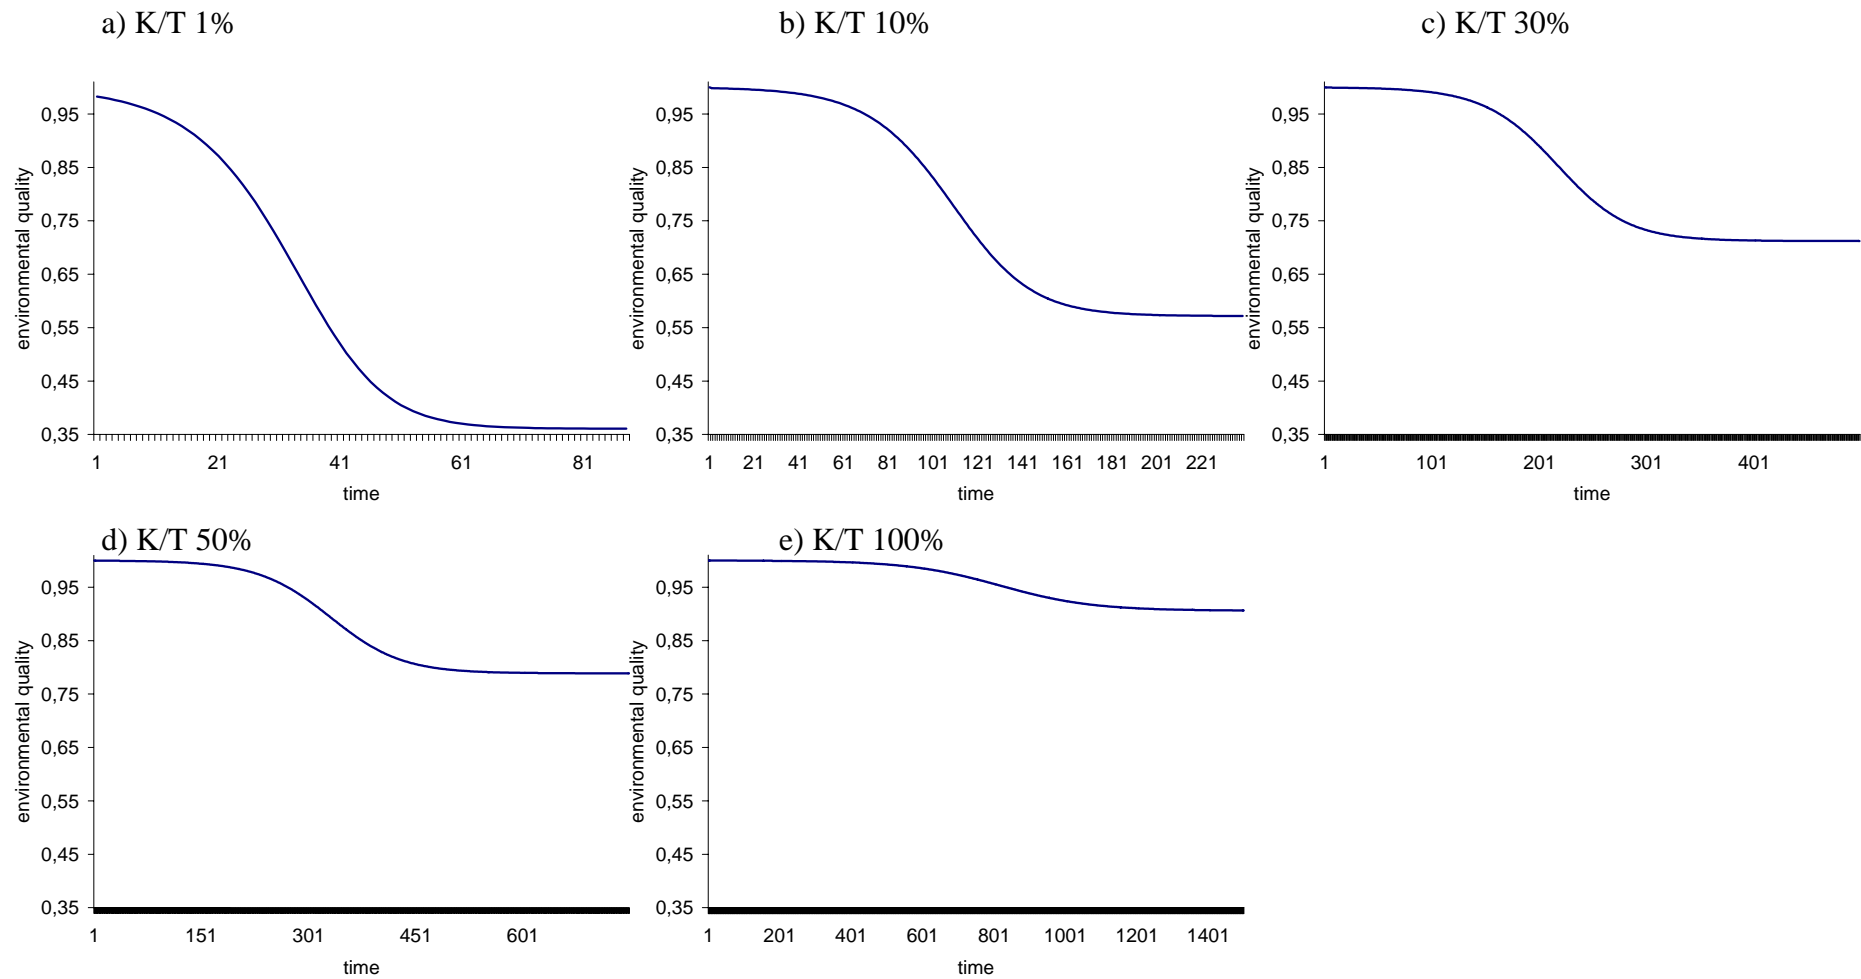 a) K/T 1%
environmental quality
0,95
0,85
0,75
0,65
0,55
0,45
0,35
1 21 41 61 81
time
b) K/T 10%
environmental quality
0,95
0,85
0,75
0,65
0,55
0,45
0,35
1 21 41 61 81 101 121 141 161 181 201 221
time
c) K/T 30%
environmental quality
0,95
0,85
0,75
0,65
0,55
0,45
0,35
1 101 201 301 401
time
d) K/T 50%
environmental quality
0,95
0,85
0,75
0,65
0,55
0,45
0,35
1 151 301 451 601
time
e) K/T 100%
environmental quality
0,95
0,85
0,75
0,65
0,55
0,45
0,35
1 201 401 601 801 1001 1201 1401
time